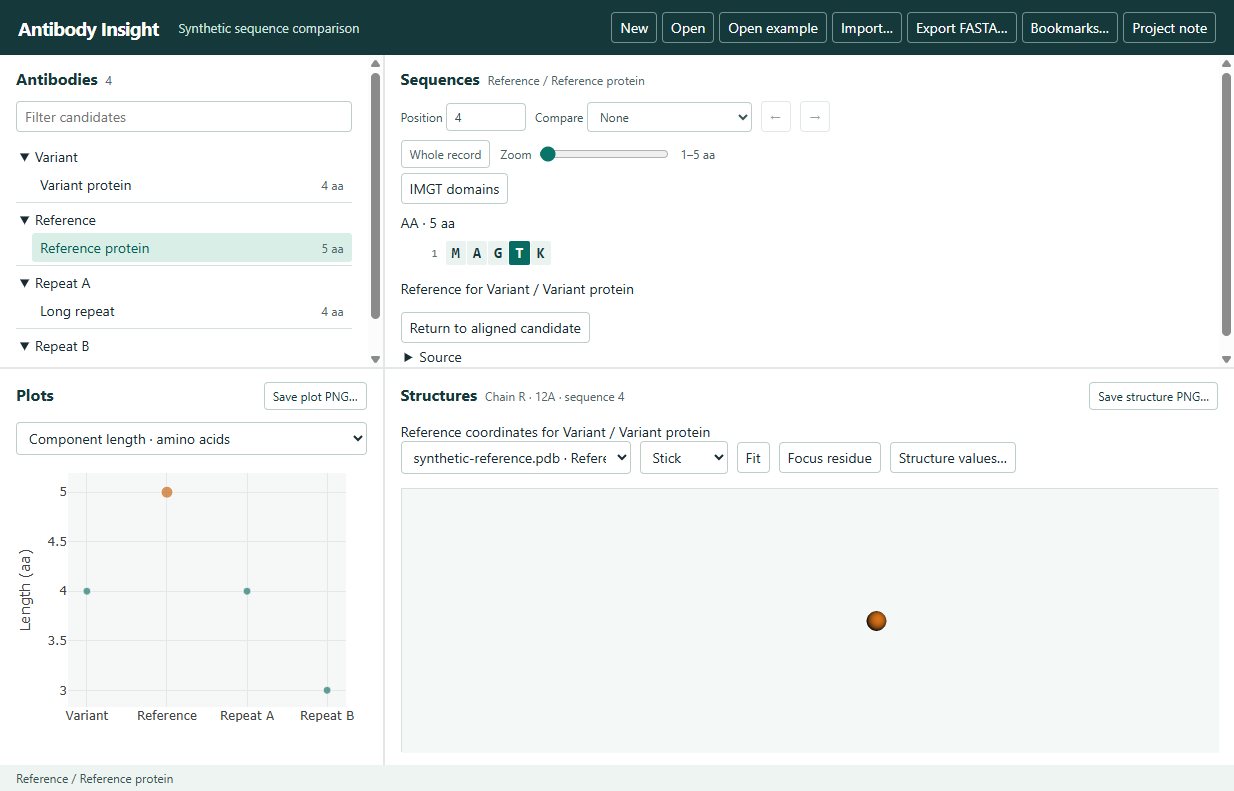 Antibody Insight Synthetic sequence comparison New Open Open example Import... Export FASTA... Bookmarks... Project note
Antibodies 4
Filter candidates
▼ Variant
Variant protein 4 aa
▼ Reference
Reference protein 5 aa
▼ Repeat A
Long repeat 4 aa
▼ Repeat B
Sequences Reference / Reference protein
Position 4 Compare None ← →
Whole record Zoom 1–5 aa
IMGT domains
AA · 5 aa
1 M A G T K
Reference for Variant / Variant protein
Return to aligned candidate
► Source
Plots Save plot PNG...
Component length · amino acids
Length (aa)
5
4.5
4
3.5
3
Variant Reference Repeat A Repeat B
Structures Chain R · 12A · sequence 4 Save structure PNG...
Reference coordinates for Variant / Variant protein
synthetic-reference.pdb · Refere Stick Fit Focus residue Structure values...
Reference / Reference protein